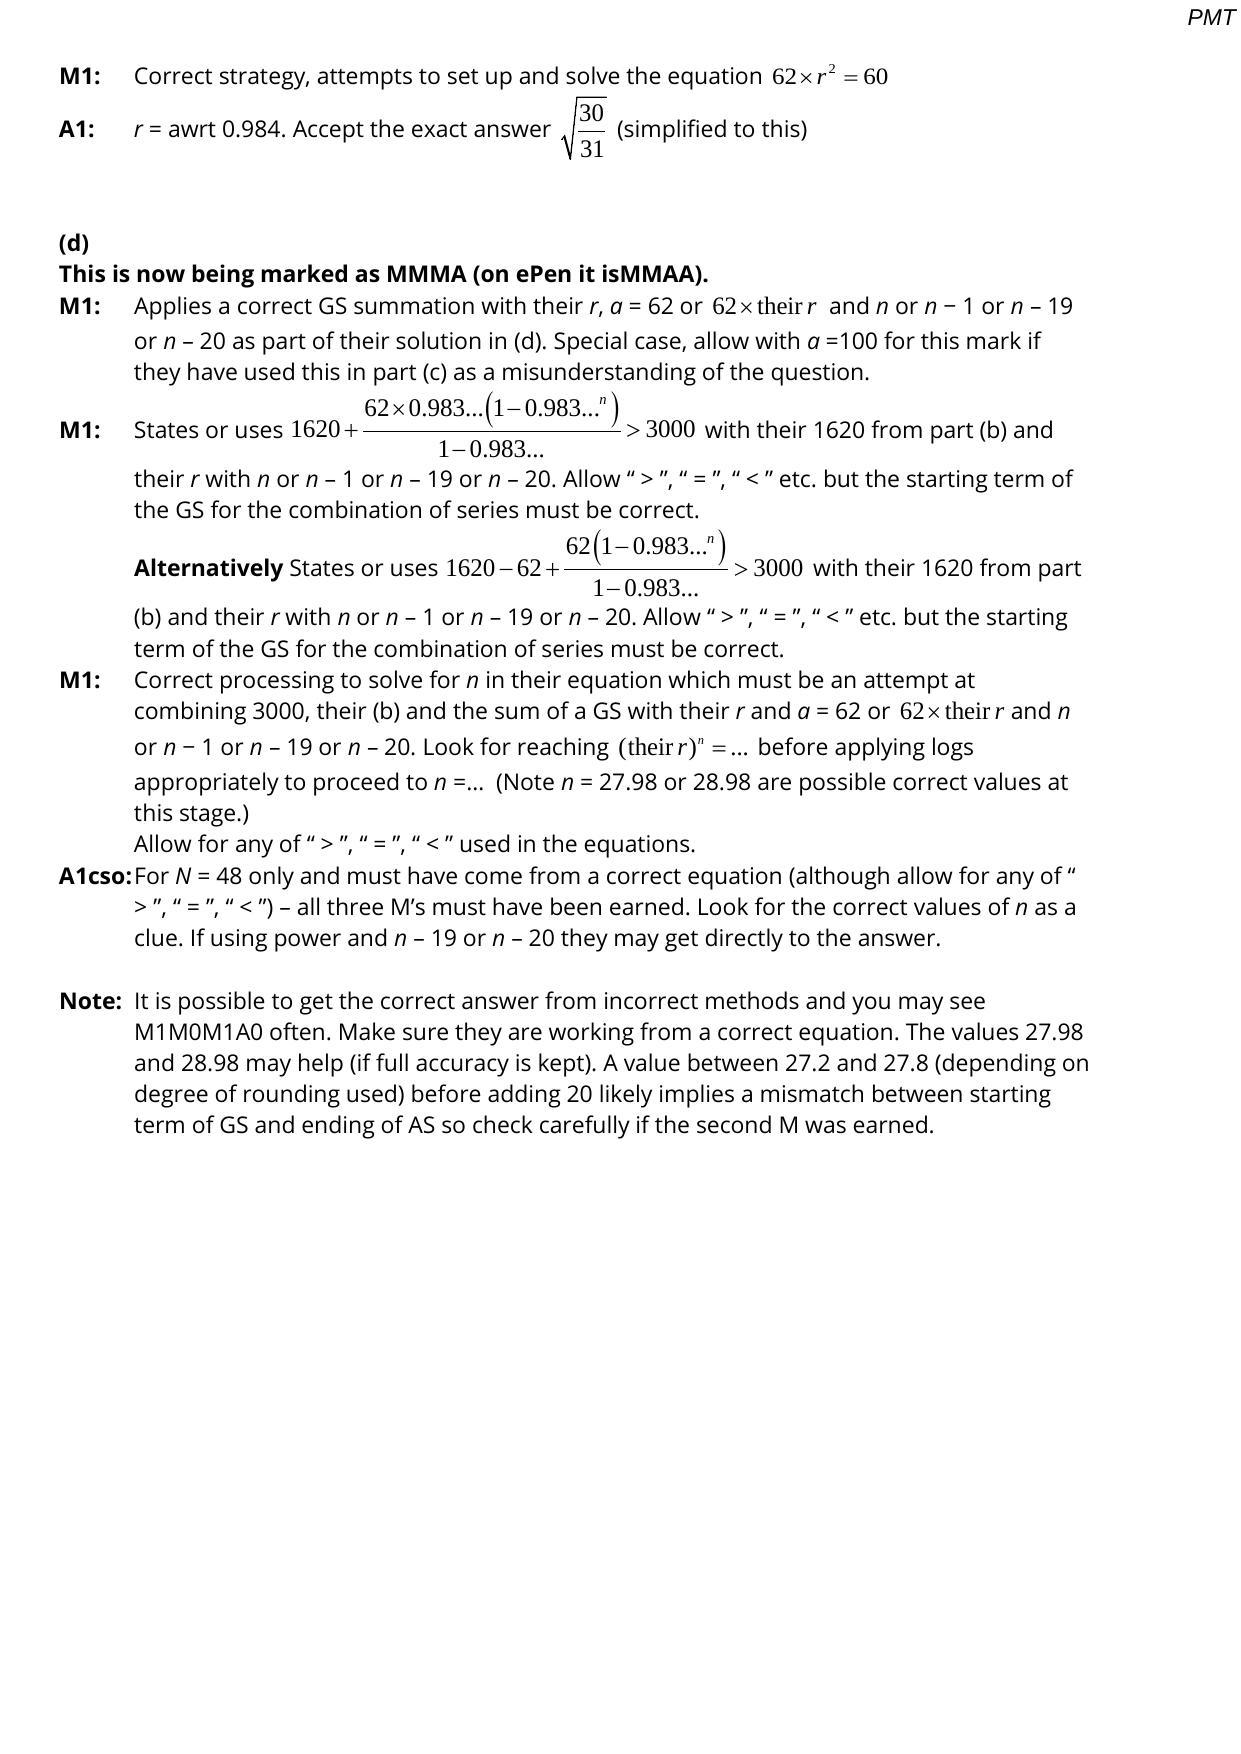 PMT
M1: Correct strategy, attempts to set up and solve the equation 62 × r² = 60
A1: r = awrt 0.984. Accept the exact answer √(30/31) (simplified to this)
(d)
This is now being marked as MMMA (on ePen it isMMAA).
M1: Applies a correct GS summation with their r, a = 62 or 62 × their r and n or n − 1 or n – 19
or n – 20 as part of their solution in (d). Special case, allow with a =100 for this mark if
they have used this in part (c) as a misunderstanding of the question.
M1: States or uses 1620 + (62 × 0.983...(1 − 0.983...ⁿ))/(1 − 0.983...) > 3000 with their 1620 from part (b) and
their r with n or n – 1 or n – 19 or n – 20. Allow “ > ”, “ = ”, “ < ” etc. but the starting term of
the GS for the combination of series must be correct.
Alternatively States or uses 1620 − 62 + (62(1 − 0.983...ⁿ))/(1 − 0.983...) > 3000 with their 1620 from part
(b) and their r with n or n – 1 or n – 19 or n – 20. Allow “ > ”, “ = ”, “ < ” etc. but the starting
term of the GS for the combination of series must be correct.
M1: Correct processing to solve for n in their equation which must be an attempt at
combining 3000, their (b) and the sum of a GS with their r and a = 62 or 62 × their r and n
or n − 1 or n – 19 or n – 20. Look for reaching (their r)ⁿ = ... before applying logs
appropriately to proceed to n =... (Note n = 27.98 or 28.98 are possible correct values at
this stage.)
Allow for any of “ > ”, “ = ”, “ < ” used in the equations.
A1cso: For N = 48 only and must have come from a correct equation (although allow for any of “
> ”, “ = ”, “ < ”) – all three M’s must have been earned. Look for the correct values of n as a
clue. If using power and n – 19 or n – 20 they may get directly to the answer.
Note: It is possible to get the correct answer from incorrect methods and you may see
M1M0M1A0 often. Make sure they are working from a correct equation. The values 27.98
and 28.98 may help (if full accuracy is kept). A value between 27.2 and 27.8 (depending on
degree of rounding used) before adding 20 likely implies a mismatch between starting
term of GS and ending of AS so check carefully if the second M was earned.